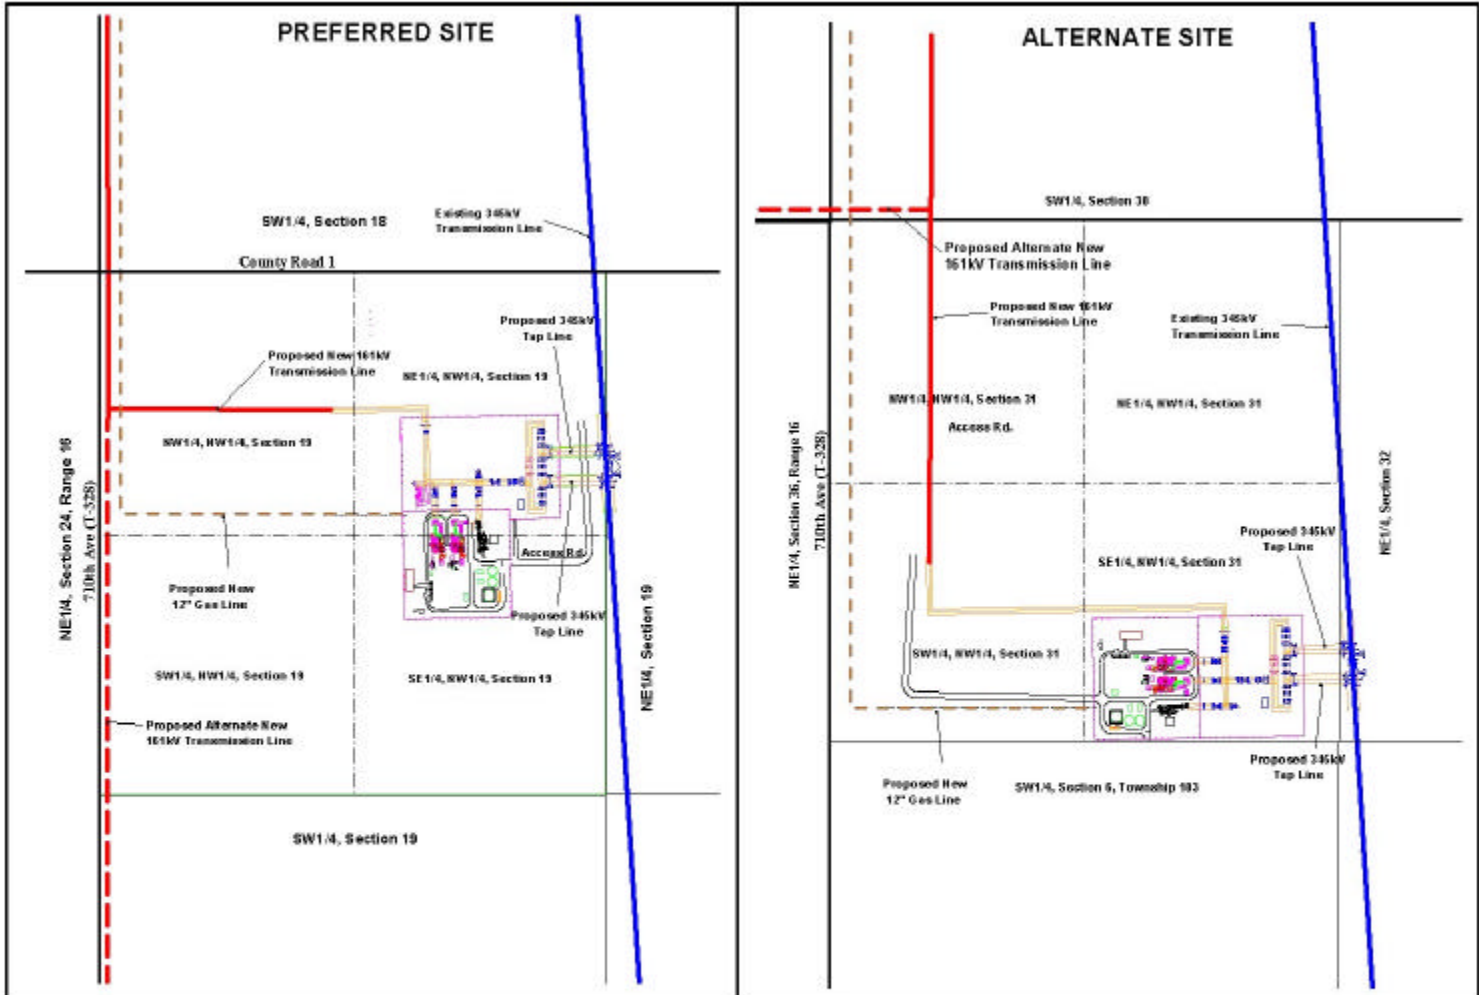 PREFERRED SITE
SW1/4, Section 18
Existing 345kV
Transmission Line
County Road 1
Proposed 345kV
Tap Line
Proposed New 161kV
Transmission Line
NE1/4, NW1/4, Section 19
NW1/4, NW1/4, Section 19
NE1/4, Section 24, Range 16
710th Ave (T-328)
Access Rd.
Proposed New
12" Gas Line
Proposed 345kV
Tap Line
NE1/4, Section 19
SW1/4, NW1/4, Section 19
SE1/4, NW1/4, Section 19
Proposed Alternate New
161kV Transmission Line
SW1/4, Section 19
ALTERNATE SITE
SW1/4, Section 30
Proposed Alternate New
161kV Transmission Line
Proposed New 161kV
Transmission Line
Existing 345kV
Transmission Line
NW1/4, NW1/4, Section 31
NE1/4, NW1/4, Section 31
Access Rd.
NE1/4, Section 36, Range 16
710th Ave (T-328)
NE1/4, Section 32
Proposed 345kV
Tap Line
SE1/4, NW1/4, Section 31
SW1/4, NW1/4, Section 31
Proposed 345kV
Tap Line
Proposed New
12" Gas Line
SW1/4, Section 6, Township 103